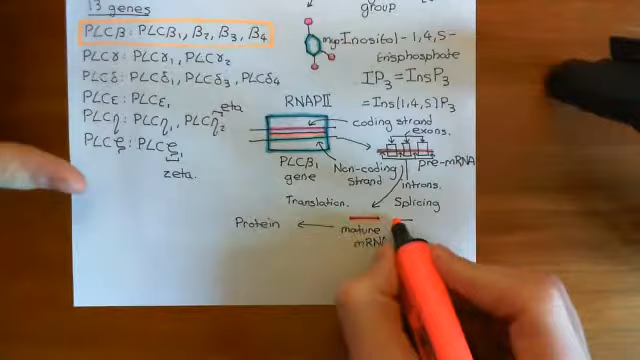 13 genes
PLCβ: PLCβ1, β2, β3, β4
PLCγ: PLCγ1, PLCγ2
PLCδ: PLCδ1, PLCδ3, PLCδ4
PLCε: PLCε1
PLCη: PLCη1, PLCη2
eta
PLCζ: PLCζ1
zeta.
group
myoInositol-1,4,5-
trisphosphate
IP3 = InsP3
= Ins(1,4,5)P3
RNAPII
coding strand
exons.
PLCβ1
gene
Non-coding
strand
pre-mRNA
introns.
Translation.
Splicing
Protein
mature
mRNA